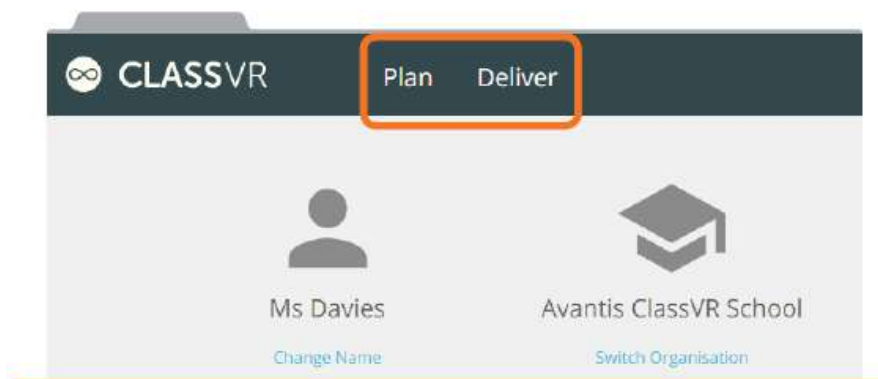 CLASSVR Plan Deliver
Ms Davies Avantis ClassVR School
Change Name Switch Organisation